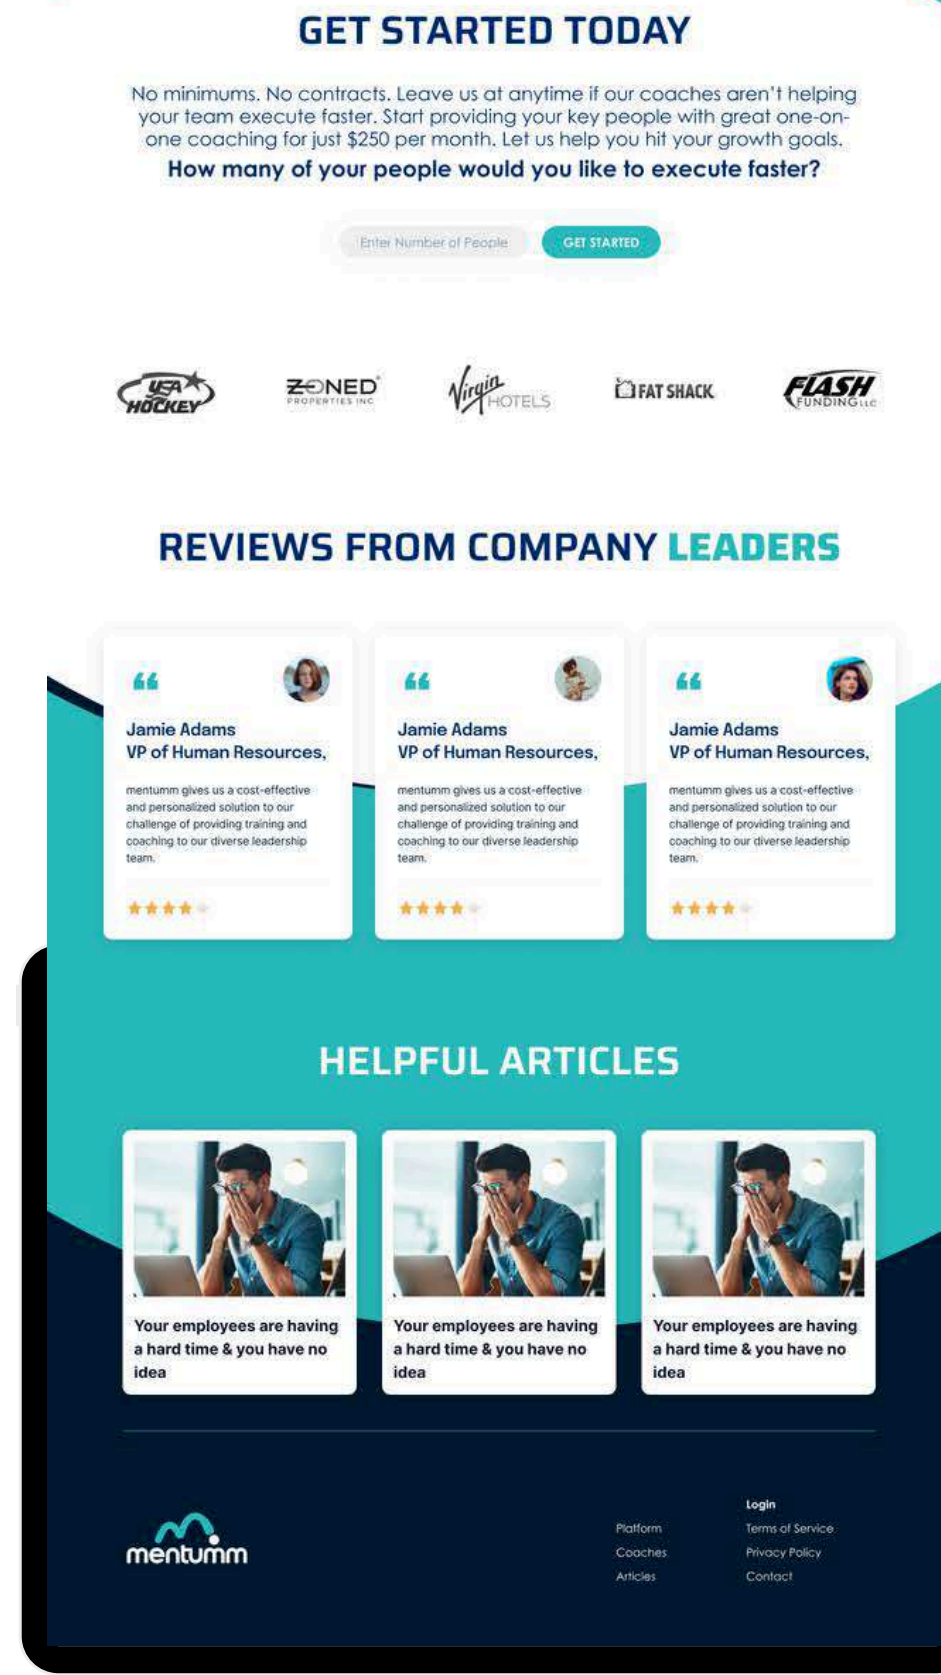 GET STARTED TODAY
No minimums. No contracts. Leave us at anytime if our coaches aren't helping
your team execute faster. Start providing your key people with great one-on-
one coaching for just $250 per month. Let us help you hit your growth goals.
How many of your people would you like to execute faster?
Enter Number of People
GET STARTED
USA
HOCKEY
ZONED
PROPERTIES INC
Virgin
HOTELS
FAT SHACK
FLASH
FUNDING LLC
REVIEWS FROM COMPANY LEADERS
Jamie Adams
VP of Human Resources,
mentumm gives us a cost-effective
and personalized solution to our
challenge of providing training and
coaching to our diverse leadership
team.
Jamie Adams
VP of Human Resources,
mentumm gives us a cost-effective
and personalized solution to our
challenge of providing training and
coaching to our diverse leadership
team.
Jamie Adams
VP of Human Resources,
mentumm gives us a cost-effective
and personalized solution to our
challenge of providing training and
coaching to our diverse leadership
team.
HELPFUL ARTICLES
Your employees are having
a hard time & you have no
idea
Your employees are having
a hard time & you have no
idea
Your employees are having
a hard time & you have no
idea
mentumm
Platform
Coaches
Articles
Login
Terms of Service
Privacy Policy
Contact